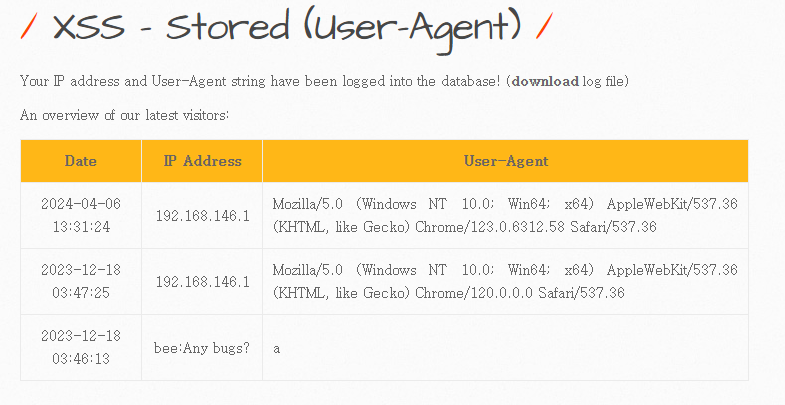 / XSS - Stored (User-Agent) /
Your IP address and User-Agent string have been logged into the database! (download log file)
An overview of our latest visitors:
Date IP Address User-Agent
2024-04-06
13:31:24
192.168.146.1
Mozilla/5.0 (Windows NT 10.0; Win64; x64) AppleWebKit/537.36
(KHTML, like Gecko) Chrome/123.0.6312.58 Safari/537.36
2023-12-18
03:47:25
192.168.146.1
Mozilla/5.0 (Windows NT 10.0; Win64; x64) AppleWebKit/537.36
(KHTML, like Gecko) Chrome/120.0.0.0 Safari/537.36
2023-12-18
03:46:13
bee:Any bugs?
a